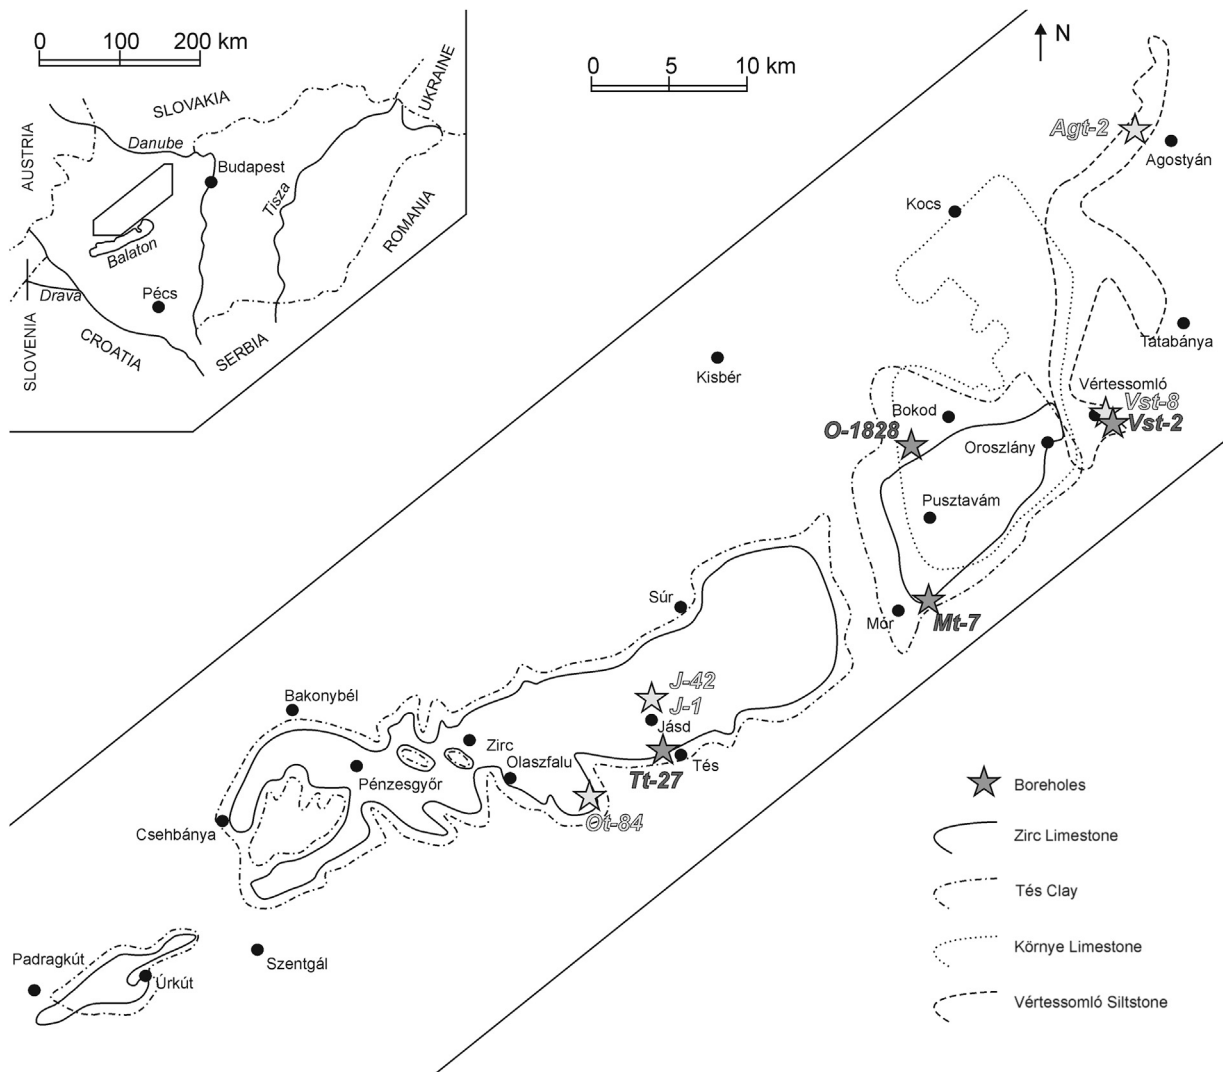 0 100 200 km
SLOVAKIA
UKRAINE
AUSTRIA
Danube
Budapest
Tisza
ROMANIA
Balaton
Drava
Pécs
SLOVENIA
CROATIA
SERBIA
0 5 10 km
N
Agt-2
Agostyán
Kocs
Tatabánya
Kisbér
Vértessomló
Vst-8
Vst-2
Bokod
O-1828
Oroszlány
Pusztavám
Súr
Mór
Mt-7
J-42
J-1
Jásd
Bakonybél
Zirc
Olaszfalu
Tés
Tt-27
Pénzesgyőr
Ot-84
Csehbánya
Padragkút
Úrkút
Szentgál
Boreholes
Zirc Limestone
Tés Clay
Környe Limestone
Vértessomló Siltstone